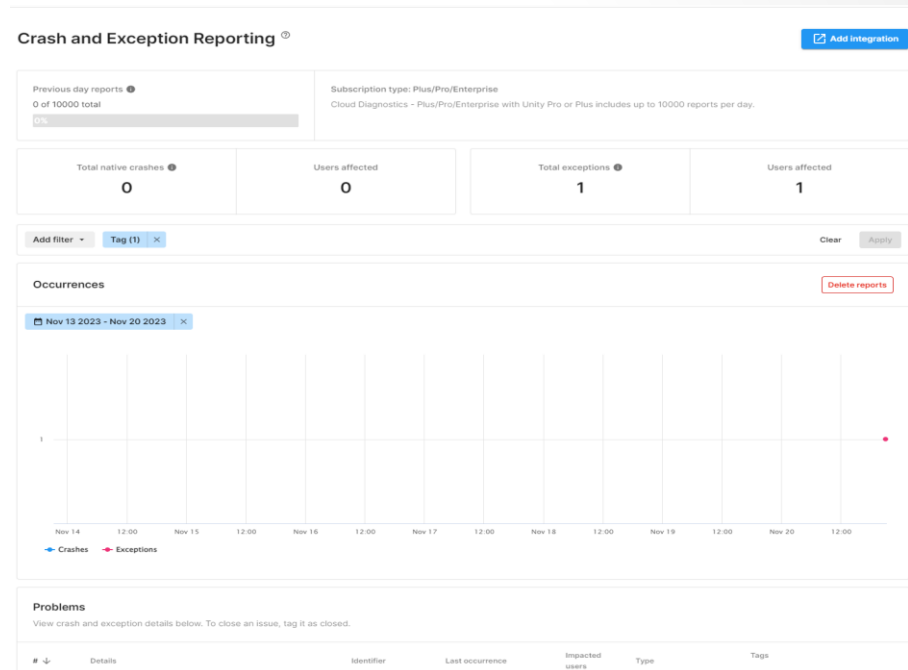 Crash and Exception Reporting
Add integration
Previous day reports
0 of 10000 total
0%
Subscription type: Plus/Pro/Enterprise
Cloud Diagnostics - Plus/Pro/Enterprise with Unity Pro or Plus includes up to 10000 reports per day.
Total native crashes
0
Users affected
0
Total exceptions
1
Users affected
1
Add filter
Tag (1) ×
Clear
Apply
Occurrences
Delete reports
Nov 13 2023 - Nov 20 2023 ×
1
Nov 14 12:00 Nov 15 12:00 Nov 16 12:00 Nov 17 12:00 Nov 18 12:00 Nov 19 12:00 Nov 20 12:00
Crashes Exceptions
Problems
View crash and exception details below. To close an issue, tag it as closed.
# Details Identifier Last occurrence Impacted users Type Tags